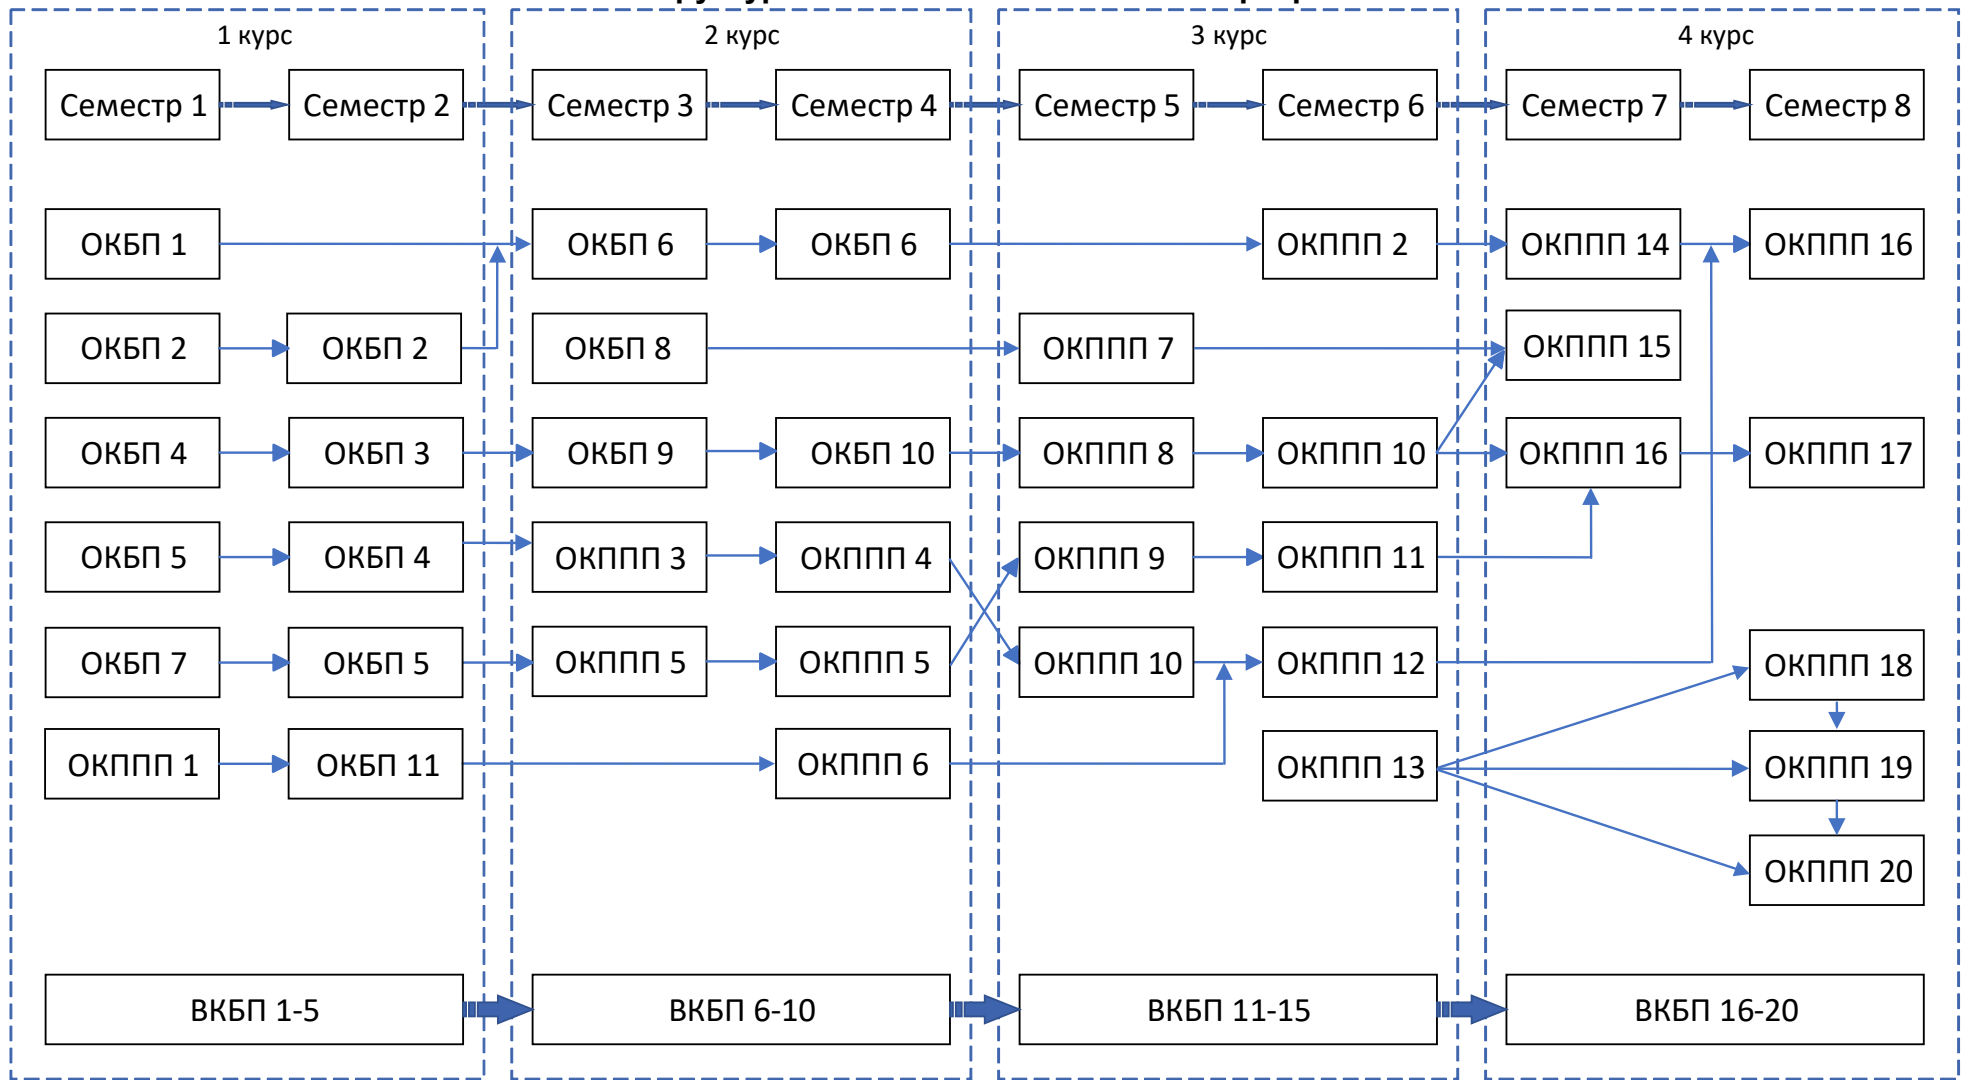 1 курс 2 курс 3 курс 4 курс
Семестр 1 Семестр 2 Семестр 3 Семестр 4 Семестр 5 Семестр 6 Семестр 7 Семестр 8
ОКБП 1 ОКБП 6 ОКБП 6 ОКППП 2 ОКППП 14 ОКППП 16
ОКБП 2 ОКБП 2 ОКБП 8 ОКППП 7 ОКППП 15
ОКБП 4 ОКБП 3 ОКБП 9 ОКБП 10 ОКППП 8 ОКППП 10 ОКППП 16 ОКППП 17
ОКБП 5 ОКБП 4 ОКППП 3 ОКППП 4 ОКППП 9 ОКППП 11
ОКБП 7 ОКБП 5 ОКППП 5 ОКППП 5 ОКППП 10 ОКППП 12 ОКППП 18
ОКППП 1 ОКБП 11 ОКППП 6 ОКППП 13 ОКППП 19
ОКППП 20
ВКБП 1-5 ВКБП 6-10 ВКБП 11-15 ВКБП 16-20